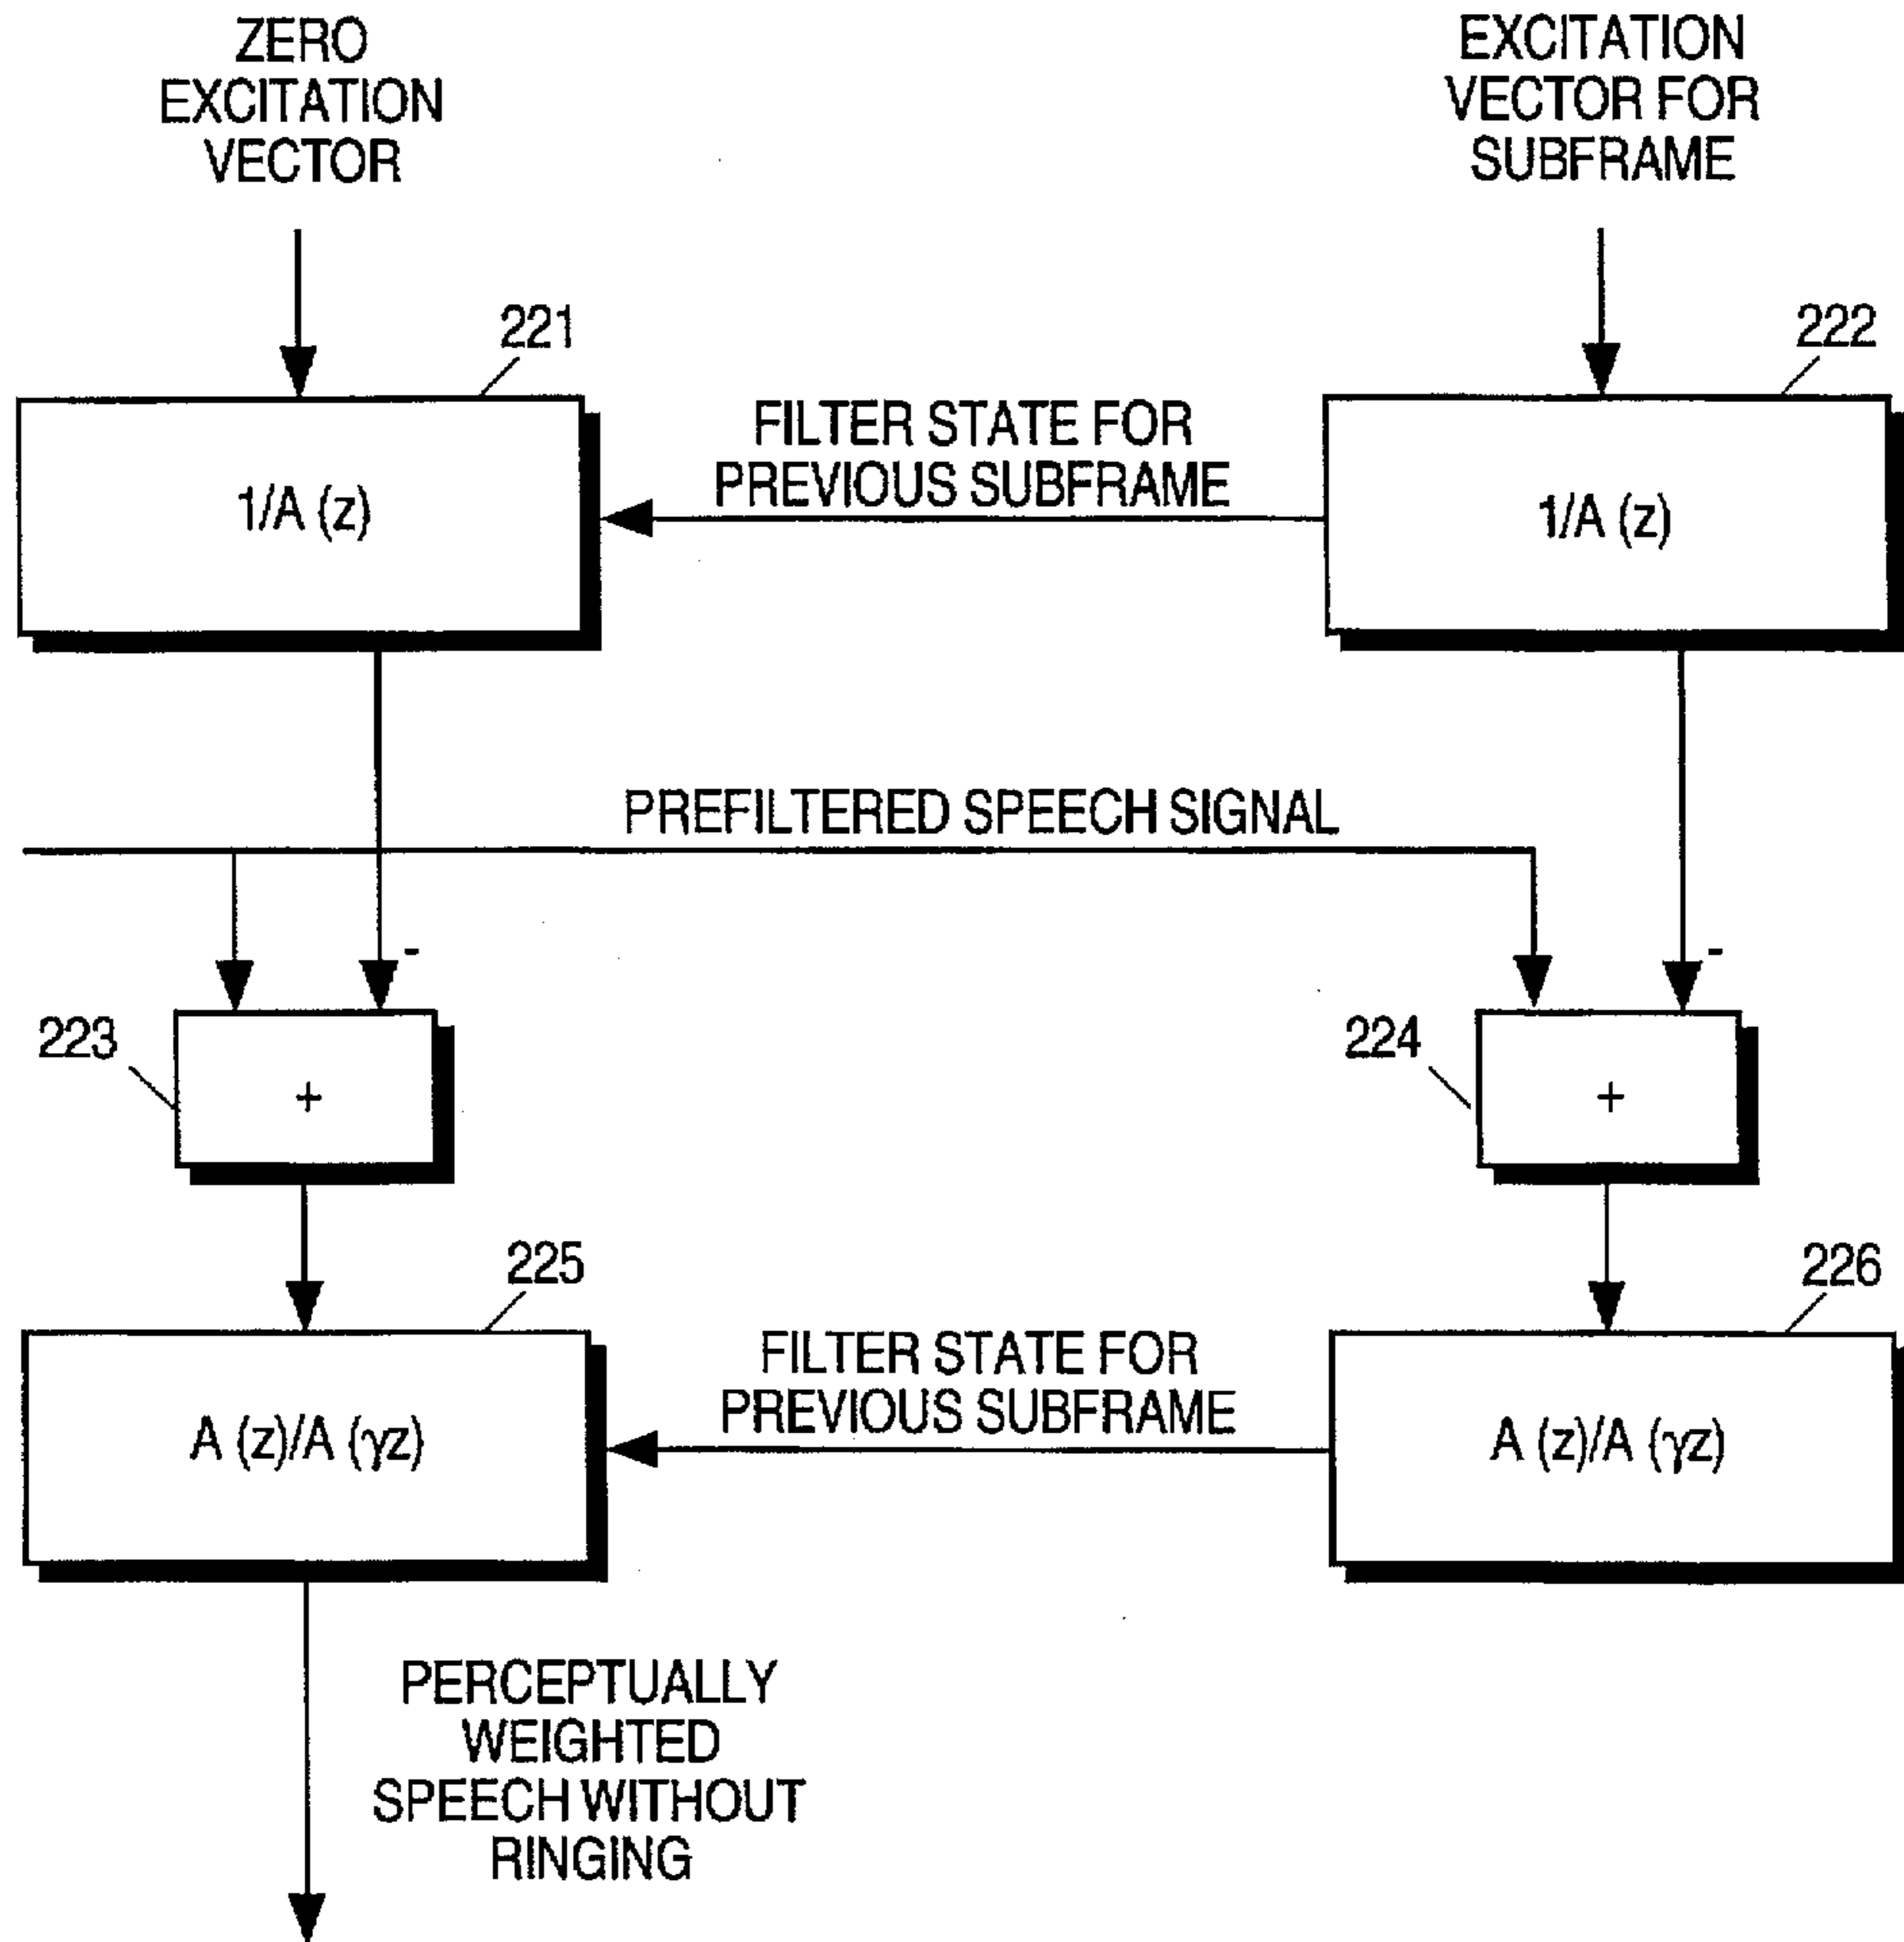 ZERO
EXCITATION
VECTOR
EXCITATION
VECTOR FOR
SUBFRAME
221
222
1/A (z)
FILTER STATE FOR
PREVIOUS SUBFRAME
1/A (z)
PREFILTERED SPEECH SIGNAL
-
-
223
+
224
+
225
226
A (z)/A (γz)
FILTER STATE FOR
PREVIOUS SUBFRAME
A (z)/A (γz)
PERCEPTUALLY
WEIGHTED
SPEECH WITHOUT
RINGING